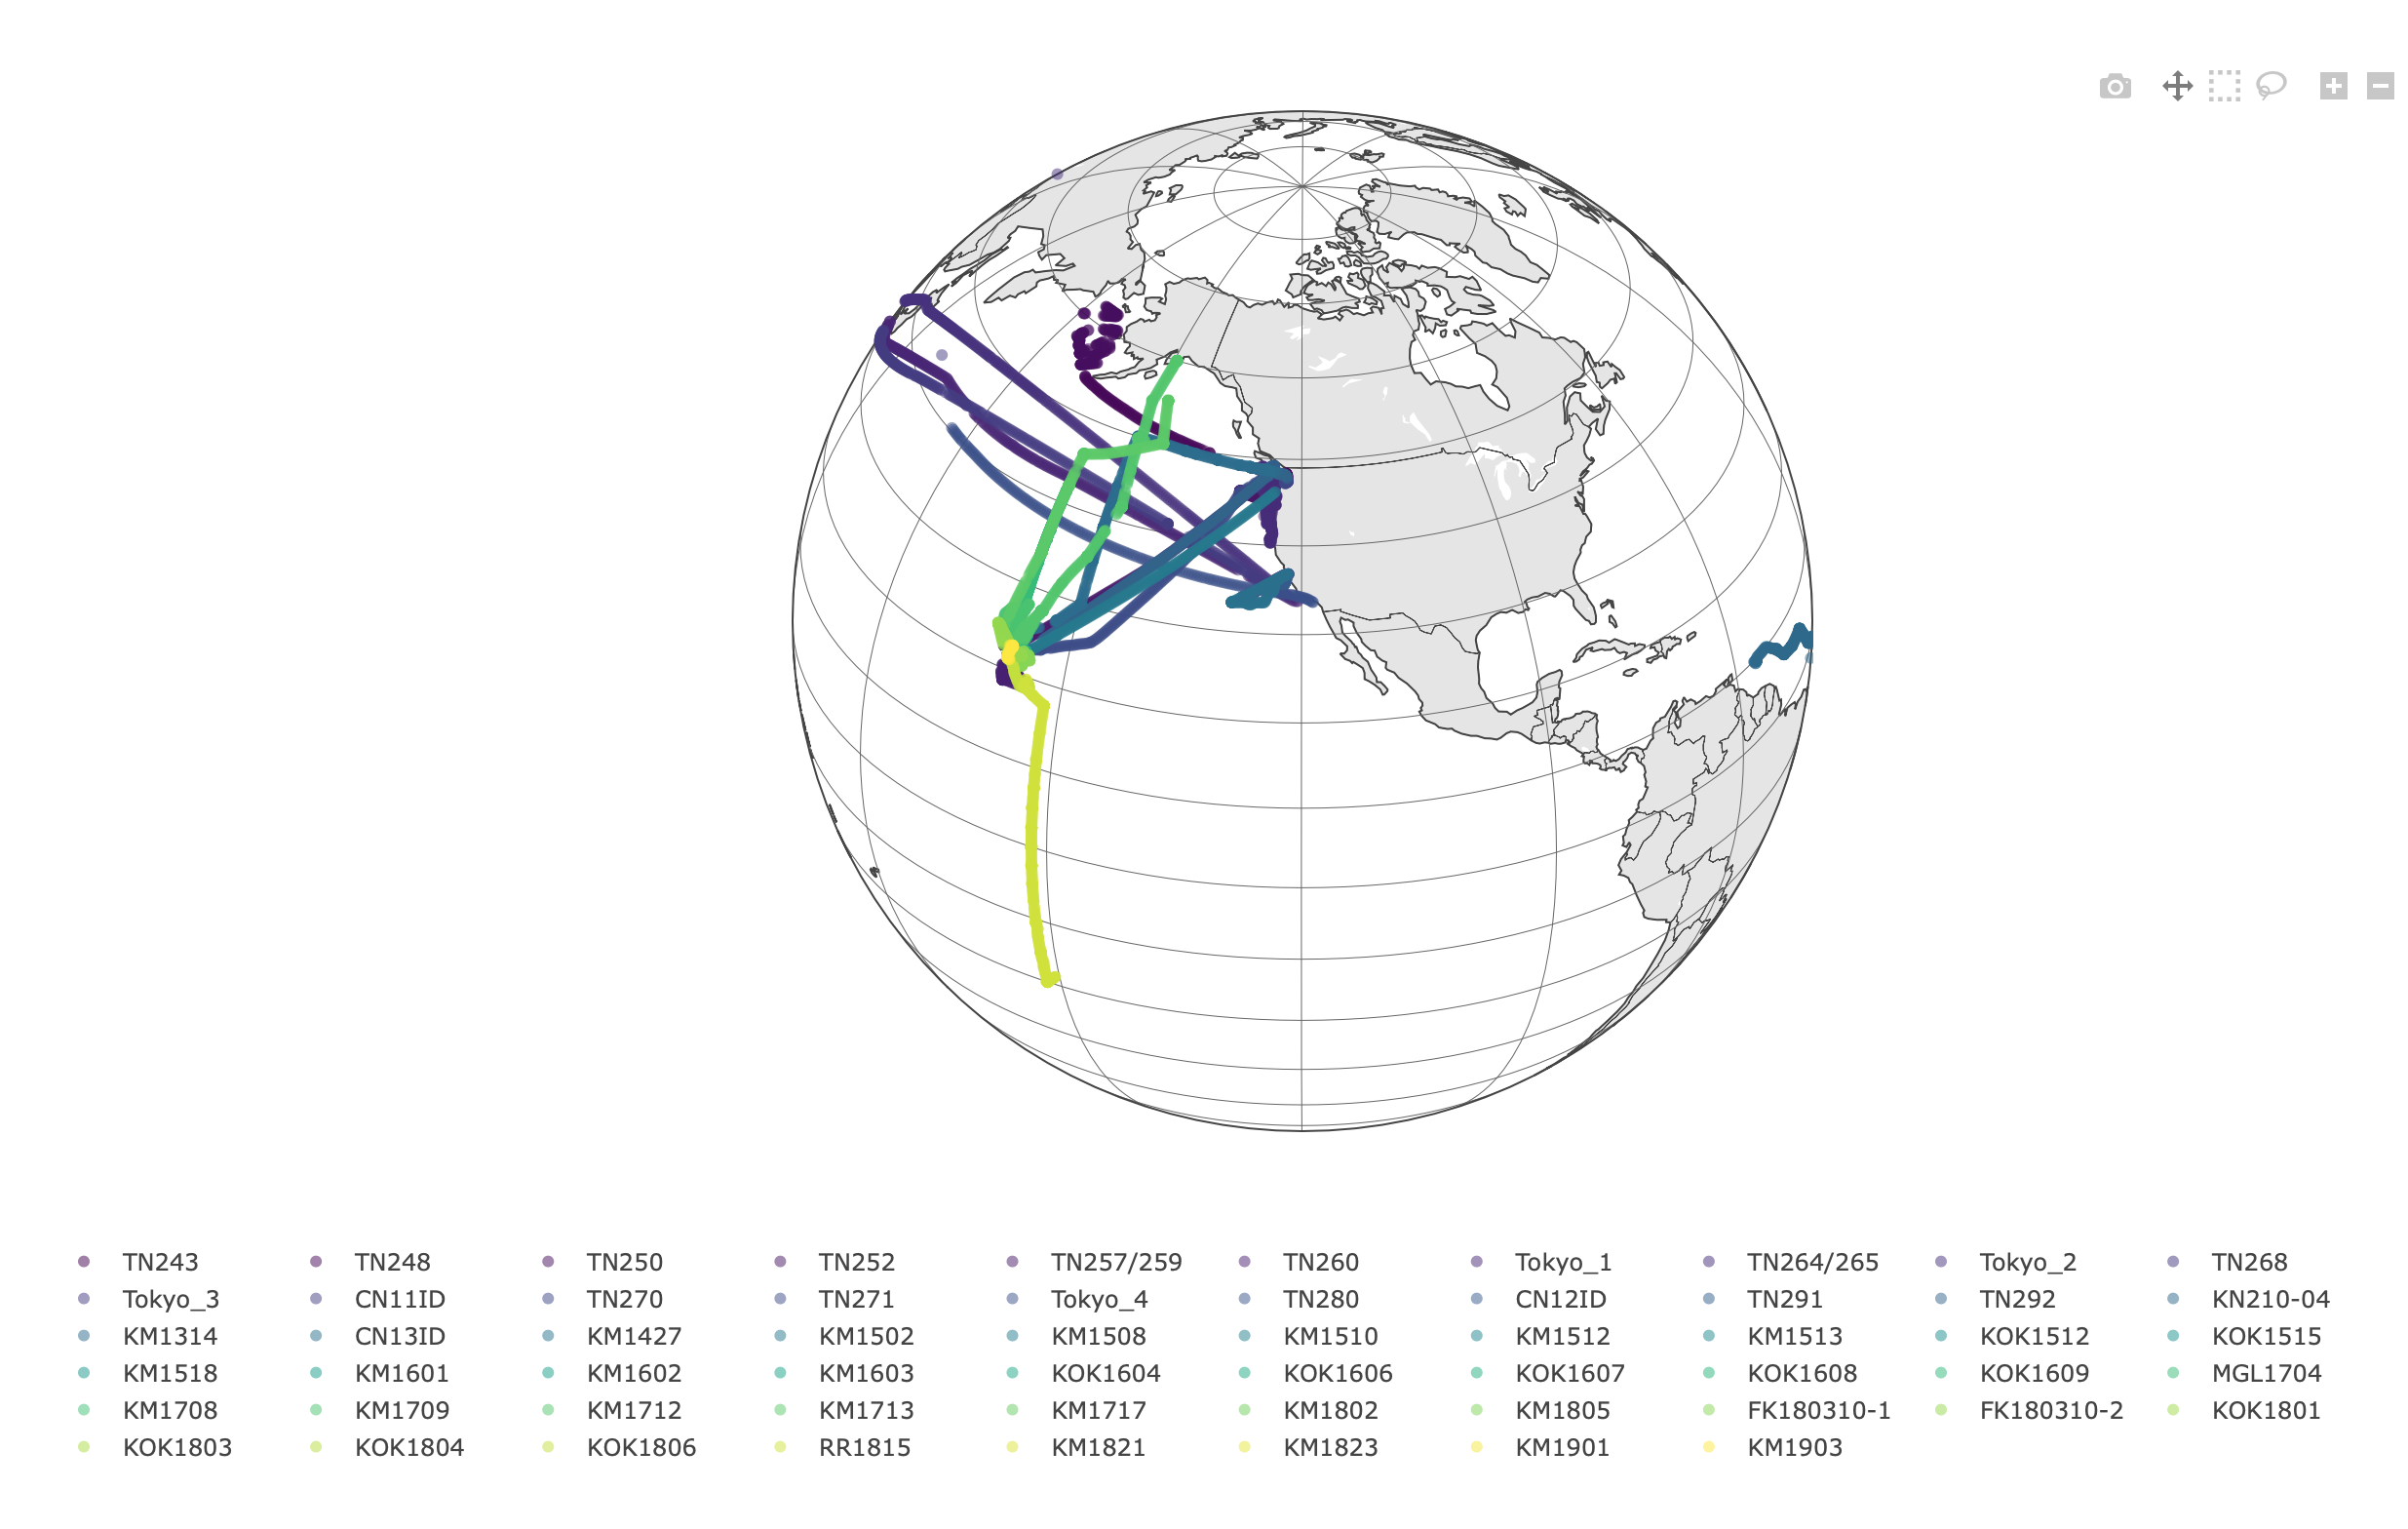 TN243 TN248 TN250 TN252 TN257/259 TN260 Tokyo_1 TN264/265 Tokyo_2 TN268
Tokyo_3 CN11ID TN270 TN271 Tokyo_4 TN280 CN12ID TN291 TN292 KN210-04
KM1314 CN13ID KM1427 KM1502 KM1508 KM1510 KM1512 KM1513 KOK1512 KOK1515
KM1518 KM1601 KM1602 KM1603 KOK1604 KOK1606 KOK1607 KOK1608 KOK1609 MGL1704
KM1708 KM1709 KM1712 KM1713 KM1717 KM1802 KM1805 FK180310-1 FK180310-2 KOK1801
KOK1803 KOK1804 KOK1806 RR1815 KM1821 KM1823 KM1901 KM1903